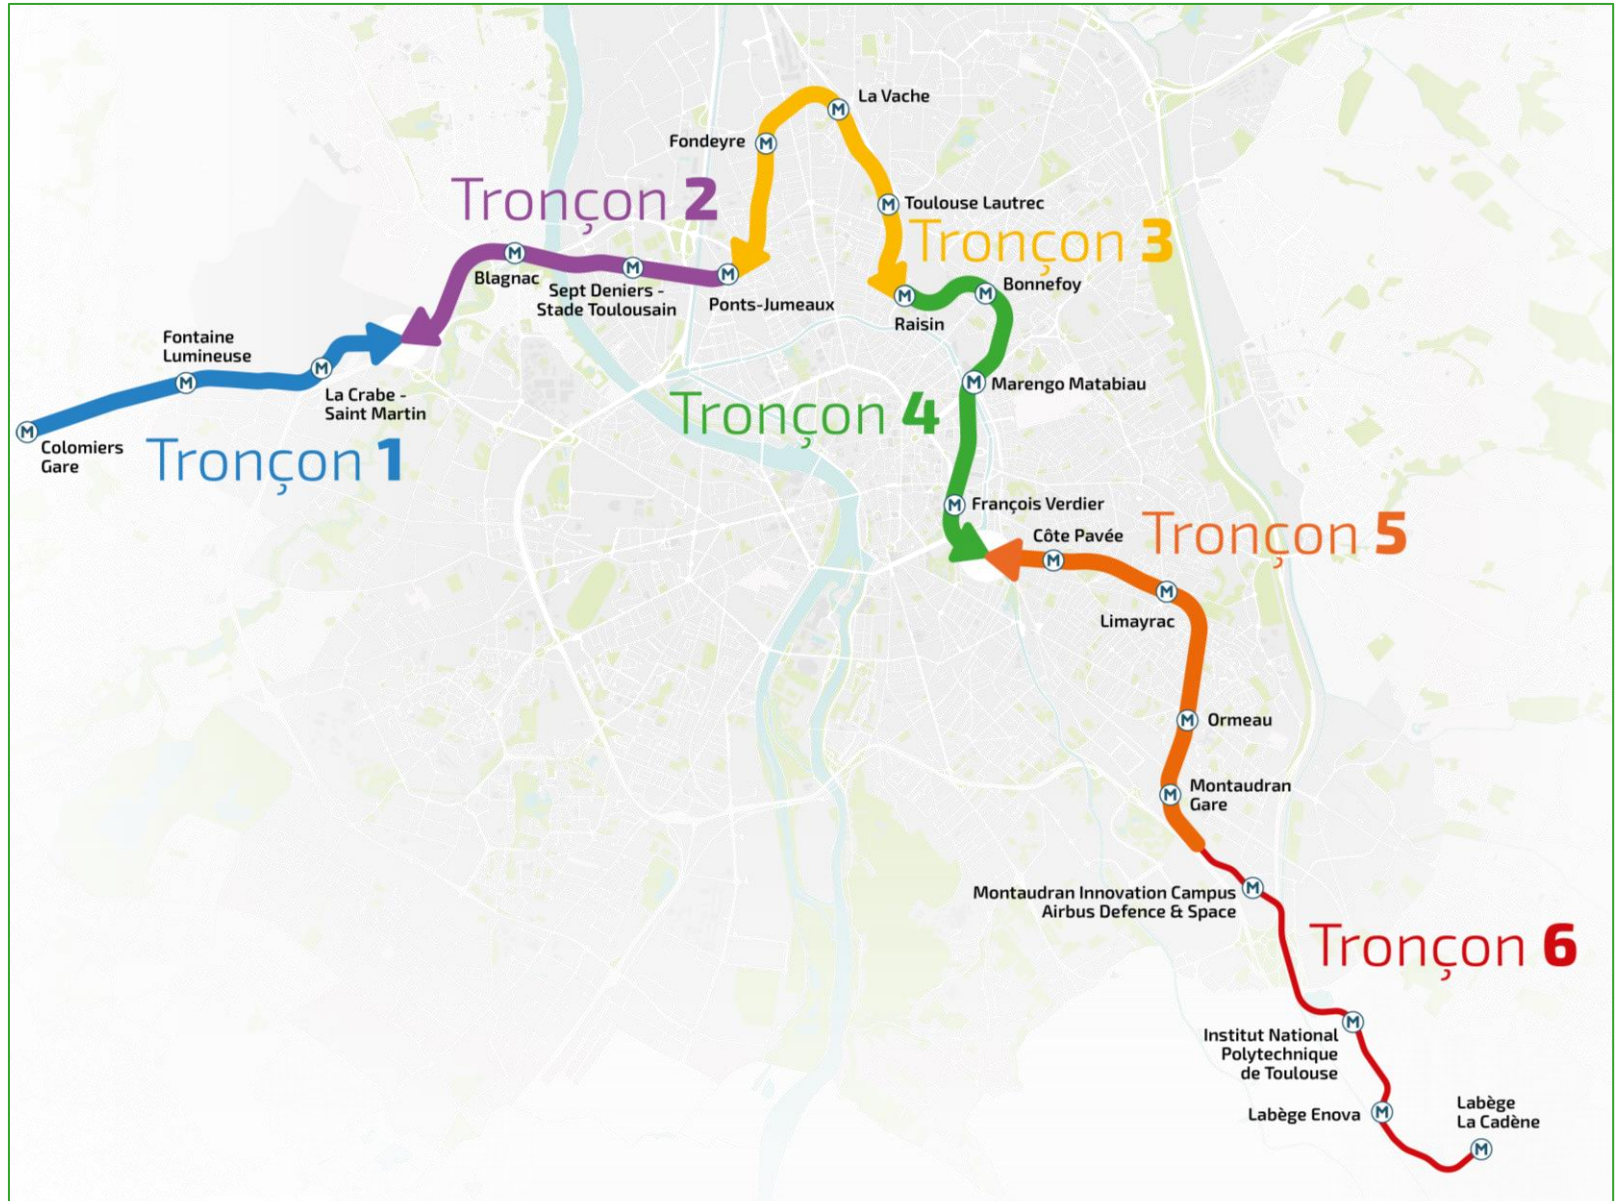 La Vache
Fondeyre
M
M
Tronçon 2
M
Toulouse Lautrec
Tronçon 3
M
Blagnac
M
Sept Deniers -
Stade Toulousain
M
Ponts-Jumeaux
M
Raisin
M
Bonnefoy
Fontaine
Lumineuse
M
M
La Crabe -
Saint Martin
M
Marengo Matabiau
Tronçon 4
M
Colomiers
Gare
Tronçon 1
M
François Verdier
Côte Pavée
M
Tronçon 5
M
Limayrac
M
Ormeau
M
Montaudran
Gare
Montaudran Innovation Campus
Airbus Defence & Space
M
Tronçon 6
M
Institut National
Polytechnique
de Toulouse
Labège Enova
M
Labège
La Cadène
M